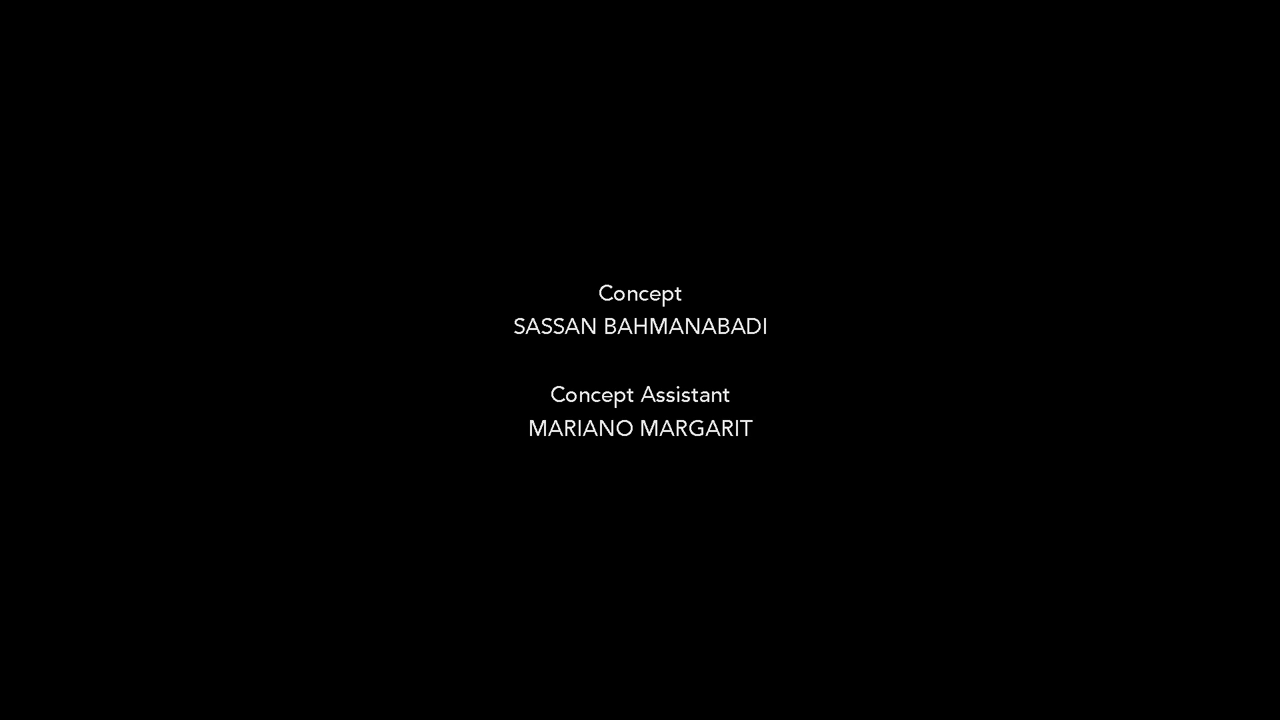 Concept
SASSAN BAHMANABADI
Concept Assistant
MARIANO MARGARIT